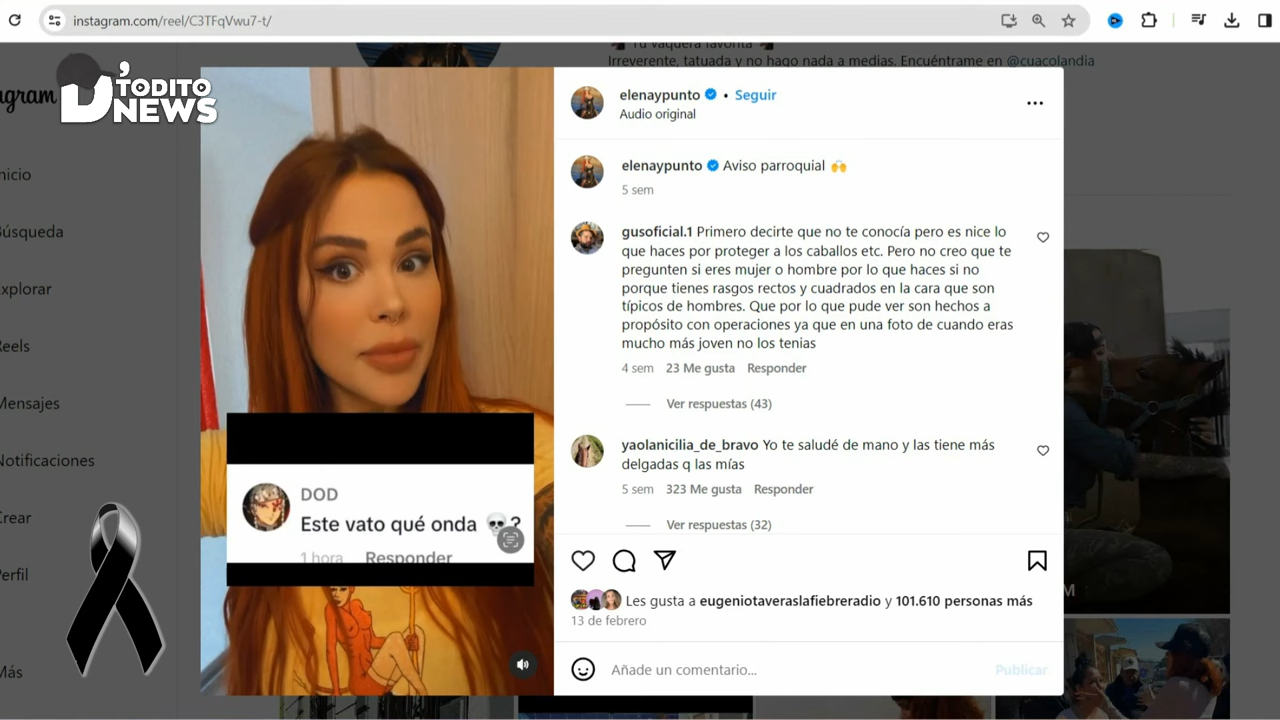 instagram.com/reel/C3TFqVwu7-t/
Tu vaquera favorita
Irreverente, tatuada y no hago nada a medias. Encuéntrame en @cuacolandia
agram
D'TODITO
NEWS
nicio
Búsqueda
Explorar
Reels
Mensajes
Notificaciones
Crear
Perfil
Más
elenaypunto • Seguir
Audio original
elenaypunto Aviso parroquial 🙌
5 sem
gusoficial.1 Primero decirte que no te conocía pero es nice lo
que haces por proteger a los caballos etc. Pero no creo que te
pregunten si eres mujer o hombre por lo que haces si no
porque tienes rasgos rectos y cuadrados en la cara que son
típicos de hombres. Que por lo que pude ver son hechos a
propósito con operaciones ya que en una foto de cuando eras
mucho más joven no los tenias
4 sem 23 Me gusta Responder
Ver respuestas (43)
yaolanicilia_de_bravo Yo te saludé de mano y las tiene más
delgadas q las mías
5 sem 323 Me gusta Responder
Ver respuestas (32)
DOD
Este vato qué onda 💀?
1 hora Responder
Les gusta a eugeniotaveraslafiebreradio y 101.610 personas más
13 de febrero
Añade un comentario...
Publicar